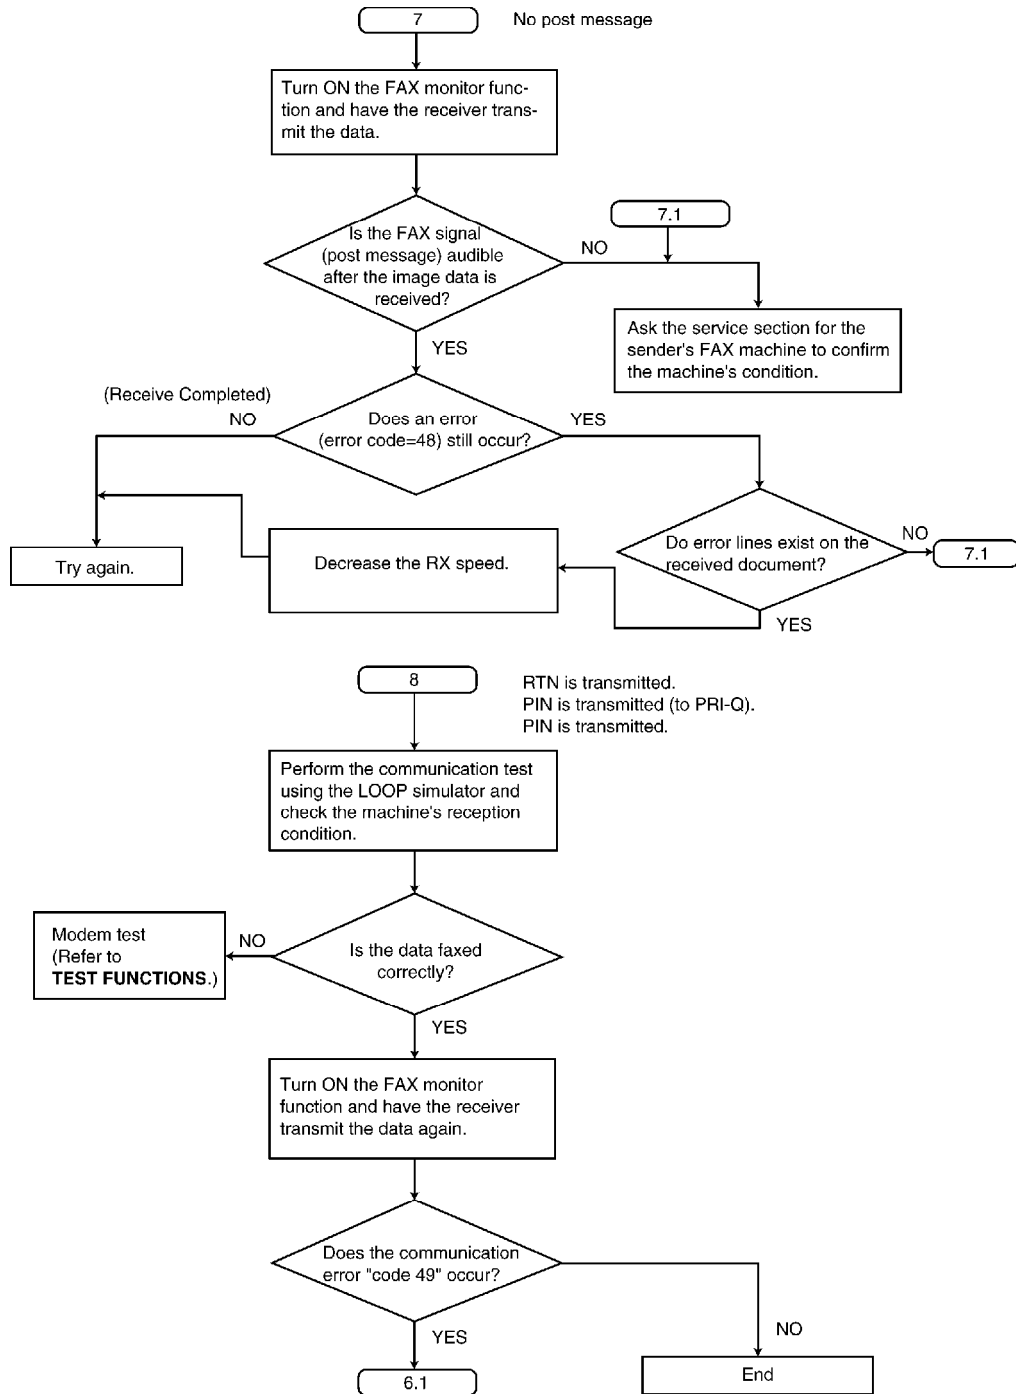 7
No post message
Turn ON the FAX monitor func-
tion and have the receiver trans-
mit the data.
7.1
Is the FAX signal
(post message) audible
after the image data is
received?
NO
Ask the service section for the
sender's FAX machine to confirm
the machine's condition.
YES
(Receive Completed)
NO
Does an error
(error code=48) still occur?
YES
Do error lines exist on the
received document?
NO
7.1
Try again.
Decrease the RX speed.
YES
8
RTN is transmitted.
PIN is transmitted (to PRI-Q).
PIN is transmitted.
Perform the communication test
using the LOOP simulator and
check the machine's reception
condition.
Modem test
(Refer to
TEST FUNCTIONS.)
NO
Is the data faxed
correctly?
YES
Turn ON the FAX monitor
function and have the receiver
transmit the data again.
Does the communication
error "code 49" occur?
YES
NO
6.1
End